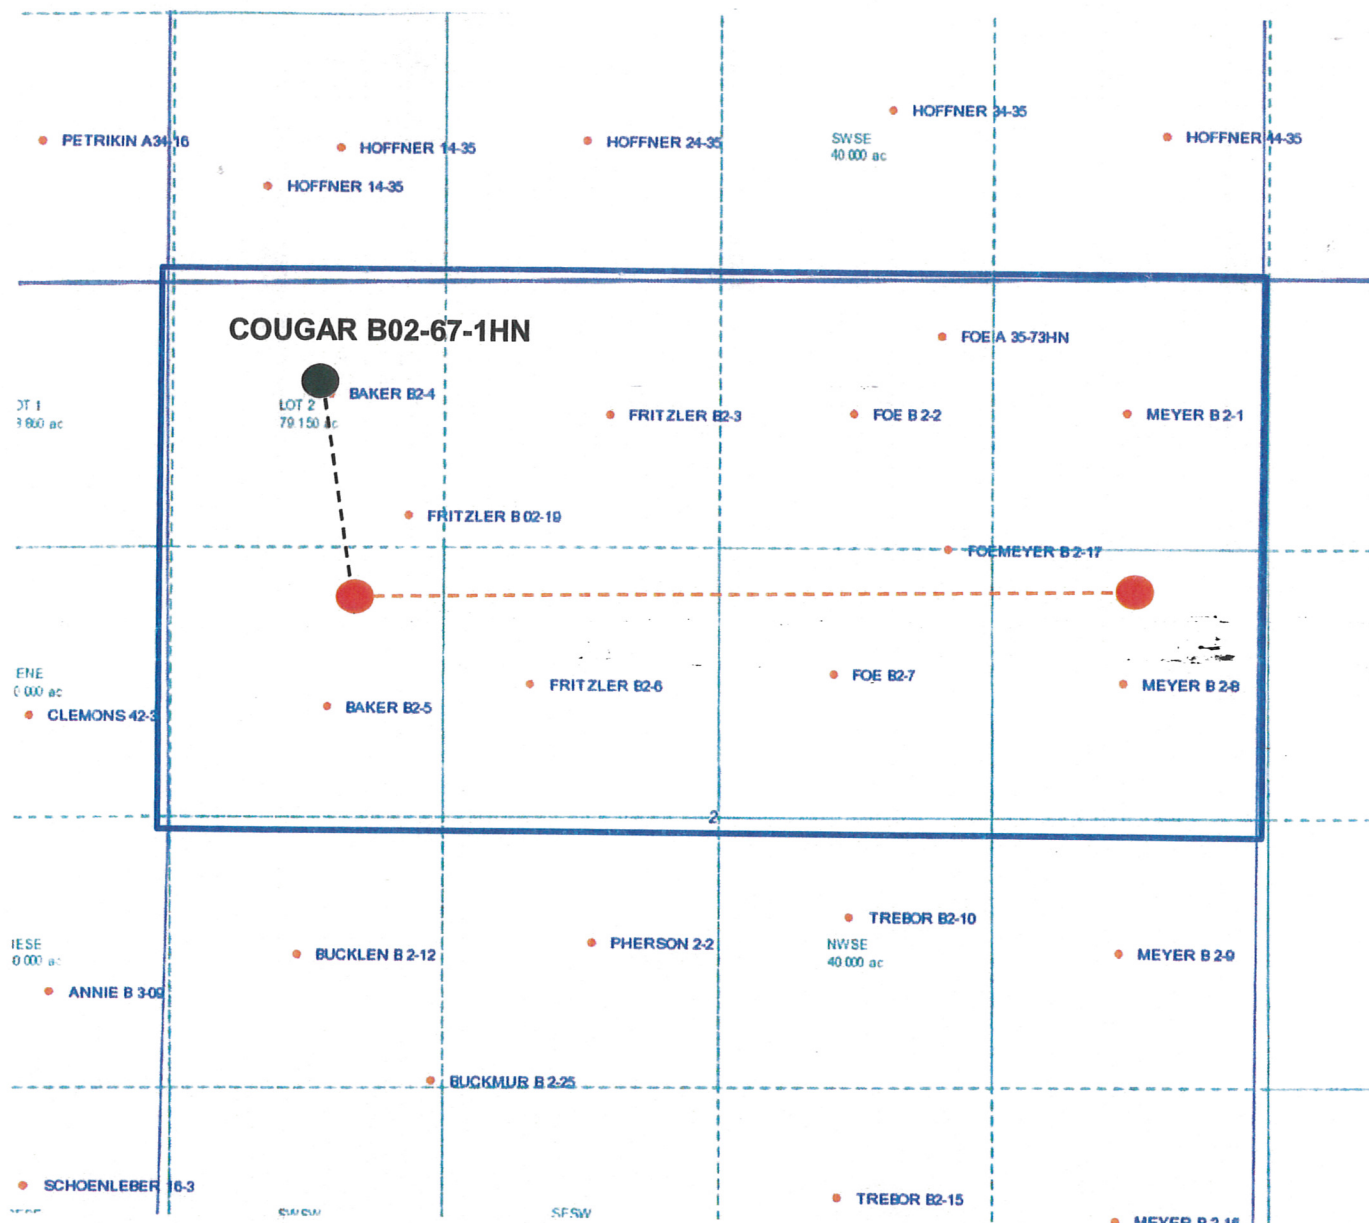 HOFFNER 34-35
PETRIKIN A34-16
HOFFNER 14-35
HOFFNER 24-35
SWSE
40 000 ac
HOFFNER 44-35
HOFFNER 14-35
COUGAR B02-67-1HN
FOE A 35-73HN
BAKER B2-4
LOT 2
79 150 ac
FRITZLER B2-3
FOE B 2-2
MEYER B 2-1
FRITZLER B 02-19
FOEMEYER B 2-17
ENE
FRITZLER B2-6
FOE B2-7
MEYER B 2-8
CLEMONS 42-3
BAKER B2-5
2
TREBOR B2-10
BUCKLEN B 2-12
PHERSON 2-2
NWSE
40 000 ac
MEYER B 2-9
ANNIE B 3-09
BUCKMUR B 2-25
SCHOENLEBER 16-3
TREBOR B2-15
SWSW
SESW
MEYER B 2-16